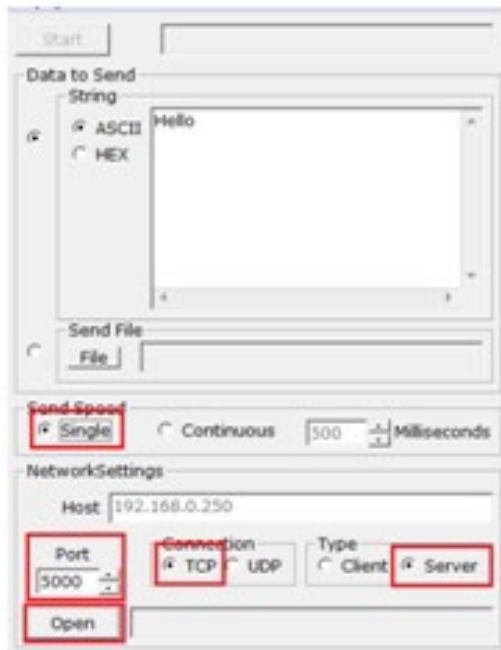 Start
Data to Send
String
ASCII
HEX
Hello
Send File
File
Send Speed
Single
Continuous
500
Milliseconds
NetworkSettings
Host
192.168.0.250
Port
5000
Connection
TCP
UDP
Type
Client
Server
Open